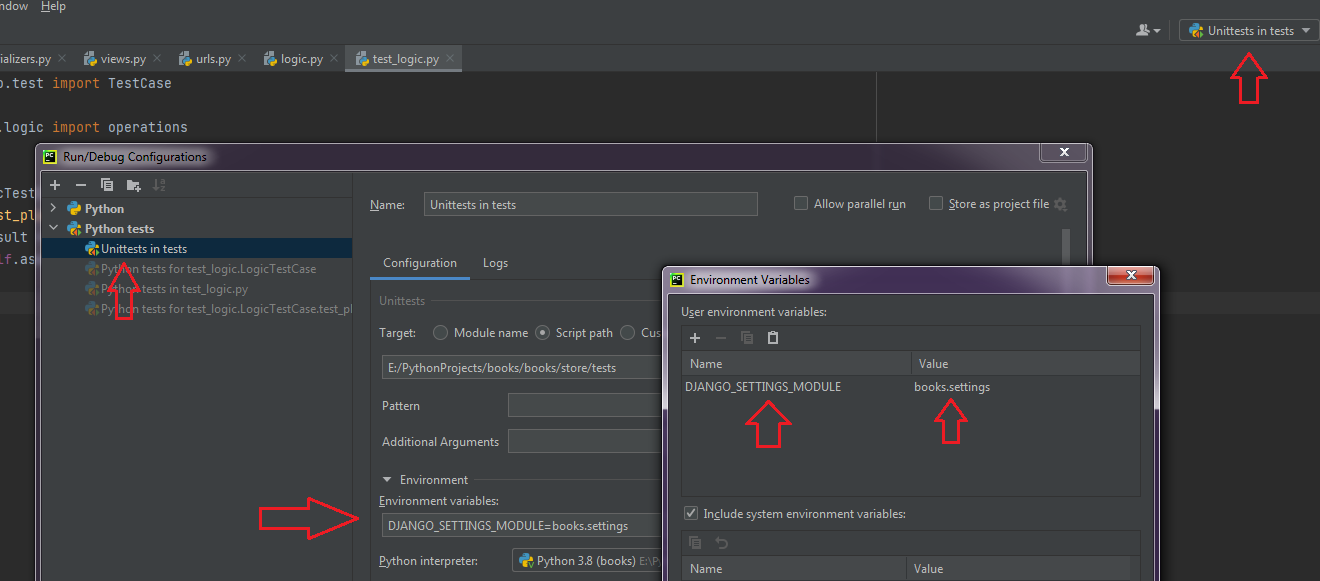 ndow Help
Unittests in tests
ializers.py views.py urls.py logic.py test_logic.py
o.test import TestCase
.logic import operations
cTest
st_pl
sult
lf.as
Run/Debug Configurations
Python
Python tests
Unittests in tests
Python tests for test_logic.LogicTestCase
Python tests in test_logic.py
Python tests for test_logic.LogicTestCase.test_pl
Name: Unittests in tests Allow parallel run Store as project file
Configuration Logs
Unittests
Target: Module name Script path Cus
E:/PythonProjects/books/books/store/tests
Pattern
Additional Arguments
Environment
Environment variables:
DJANGO_SETTINGS_MODULE=books.settings
Python interpreter: Python 3.8 (books) E:\P
Environment Variables
User environment variables:
Name Value
DJANGO_SETTINGS_MODULE books.settings
Include system environment variables:
Name Value